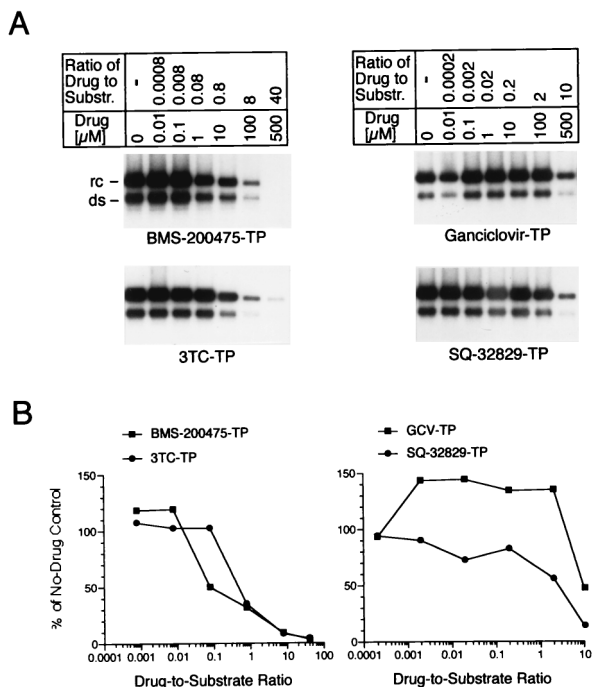 A
Ratio of Drug to Substr. - 0.0008 0.008 0.08 0.8 8 40
Drug [µM] 0 0.01 0.1 1 10 100 500
rc –
ds –
BMS-200475-TP
3TC-TP
Ratio of Drug to Substr. - 0.0002 0.002 0.02 0.2 2 10
Drug [µM] 0 0.01 0.1 1 10 100 500
Ganciclovir-TP
SQ-32829-TP
B
BMS-200475-TP
3TC-TP
% of No-Drug Control
150
100
50
0
0.0001 0.001 0.01 0.1 1 10 100
Drug-to-Substrate Ratio
GCV-TP
SQ-32829-TP
150
100
50
0
0.0001 0.001 0.01 0.1 1 10
Drug-to-Substrate Ratio